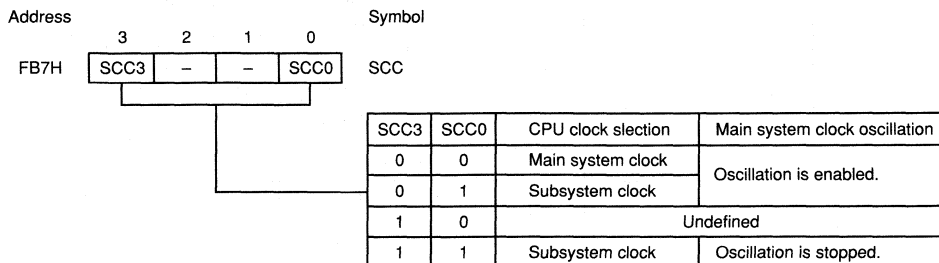 Address Symbol
3 2 1 0
FB7H SCC3 – – SCC0 SCC
SCC3 SCC0 CPU clock slection Main system clock oscillation
0 0 Main system clock Oscillation is enabled.
0 1 Subsystem clock
1 0 Undefined
1 1 Subsystem clock Oscillation is stopped.